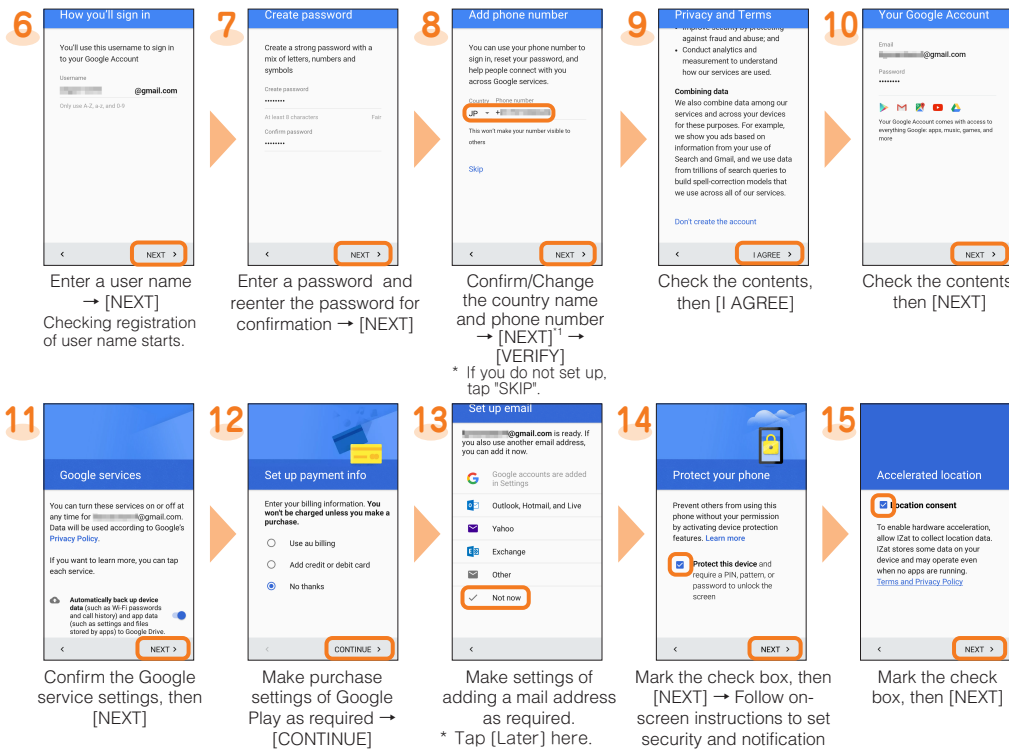 6
How you'll sign in
You'll use this username to sign in
to your Google Account
Username
@gmail.com
Only use A-Z, a-z, and 0-9
NEXT
Enter a user name
→ [NEXT]
Checking registration
of user name starts.
7
Create password
Create a strong password with a
mix of letters, numbers and
symbols
Create password
••••••••
At least 8 characters
Fair
Confirm password
••••••••
NEXT
Enter a password and
reenter the password for
confirmation → [NEXT]
8
Add phone number
You can use your phone number to
sign in, reset your password, and
help people connect with you
across Google services.
Country Phone number
JP +
This won't make your number visible to
others
Skip
NEXT
Confirm/Change
the country name
and phone number
→ [NEXT]*1 →
[VERIFY]
* If you do not set up,
tap "SKIP".
9
Privacy and Terms
• Improve security by protecting
against fraud and abuse; and
• Conduct analytics and
measurement to understand
how our services are used.
Combining data
We also combine data among our
services and across your devices
for these purposes. For example,
we show you ads based on
information from your use of
Search and Gmail, and we use data
from trillions of search queries to
build spell-correction models that
we use across all of our services.
Don't create the account
I AGREE
Check the contents,
then [I AGREE]
10
Your Google Account
Email
@gmail.com
Password
••••••••
Your Google Account comes with access to
everything Google: apps, music, games, and
more
NEXT
Check the contents
then [NEXT]
11
Google services
You can turn these services on or off at
any time for @gmail.com.
Data will be used according to Google's
Privacy Policy.
If you want to learn more, you can tap
each service.
Automatically back up device
data (such as Wi-Fi passwords
and call history) and app data
(such as settings and files
stored by apps) to Google Drive.
NEXT
Confirm the Google
service settings, then
[NEXT]
12
Set up payment info
Enter your billing information. You
won't be charged unless you make a
purchase.
Use au billing
Add credit or debit card
No thanks
CONTINUE
Make purchase
settings of Google
Play as required →
[CONTINUE]
13
Set up email
@gmail.com is ready. If
you also use another email address,
you can add it now.
Google accounts are added
in Settings
Outlook, Hotmail, and Live
Yahoo
Exchange
Other
Not now
Make settings of
adding a mail address
as required.
* Tap [Later] here.
14
Protect your phone
Prevent others from using this
phone without your permission
by activating device protection
features. Learn more
Protect this device and
require a PIN, pattern, or
password to unlock the
screen
NEXT
Mark the check box, then
[NEXT] → Follow on-
screen instructions to set
security and notification
15
Accelerated location
Location consent
To enable hardware acceleration,
allow IZat to collect location data.
IZat stores some data on your
device and may operate even
when no apps are running.
Terms and Privacy Policy
NEXT
Mark the check
box, then [NEXT]